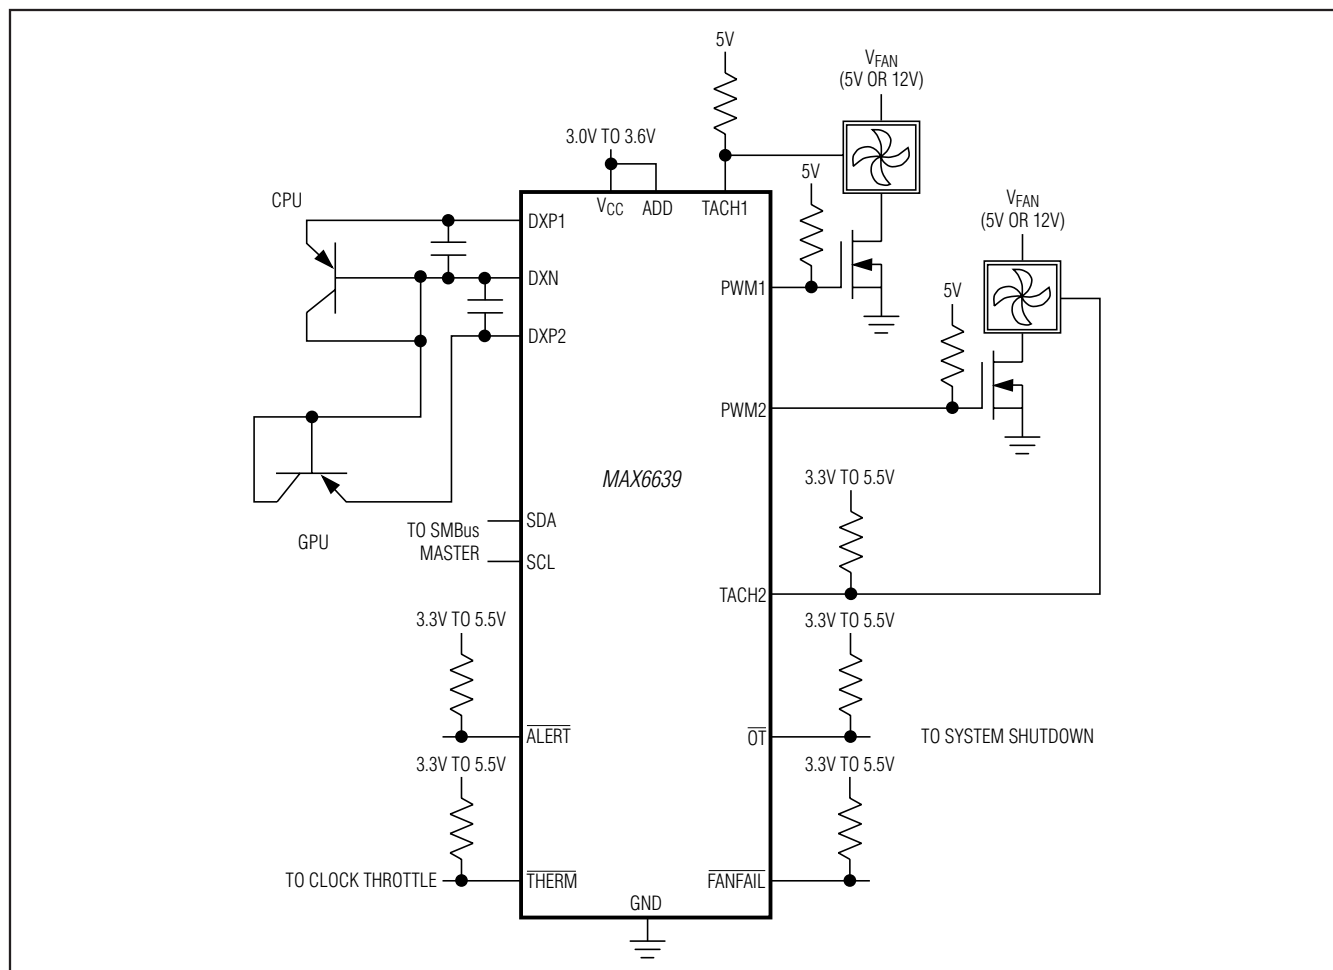 5V
VFAN
(5V OR 12V)
3.0V TO 3.6V
5V
CPU
VCC
ADD
TACH1
VFAN
(5V OR 12V)
DXP1
DXN
PWM1
5V
DXP2
PWM2
MAX6639
3.3V TO 5.5V
TO SMBus
MASTER
SDA
SCL
GPU
TACH2
3.3V TO 5.5V
3.3V TO 5.5V
ALERT
OT
TO SYSTEM SHUTDOWN
3.3V TO 5.5V
3.3V TO 5.5V
TO CLOCK THROTTLE
THERM
FANFAIL
GND